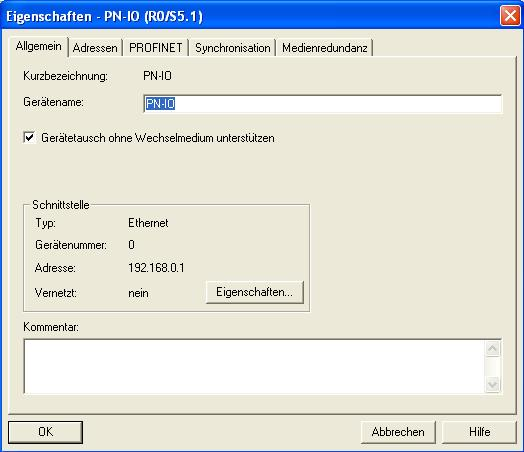 Eigenschaften - PN-IO (R0/S5.1)
Allgemein Adressen PROFINET Synchronisation Medienredundanz
Kurzbezeichnung: PN-IO
Gerätename: PN-IO
Gerätetausch ohne Wechselmedium unterstützen
Schnittstelle
Typ: Ethernet
Gerätenummer: 0
Adresse: 192.168.0.1
Vernetzt: nein Eigenschaften...
Kommentar:
OK Abbrechen Hilfe